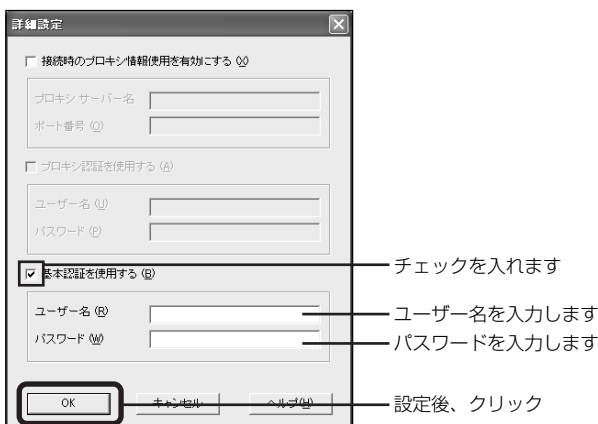 詳細設定
接続時のプロキシ情報使用を有効にする (X)
プロキシ サーバー名
ポート番号 (O)
プロキシ認証を使用する (A)
ユーザー名 (U)
パスワード (P)
基本認証を使用する (B)
チェックを入れます
ユーザー名 (R)
ユーザー名を入力します
パスワード (W)
パスワードを入力します
OK
キャンセル
ヘルプ(H)
設定後、クリック